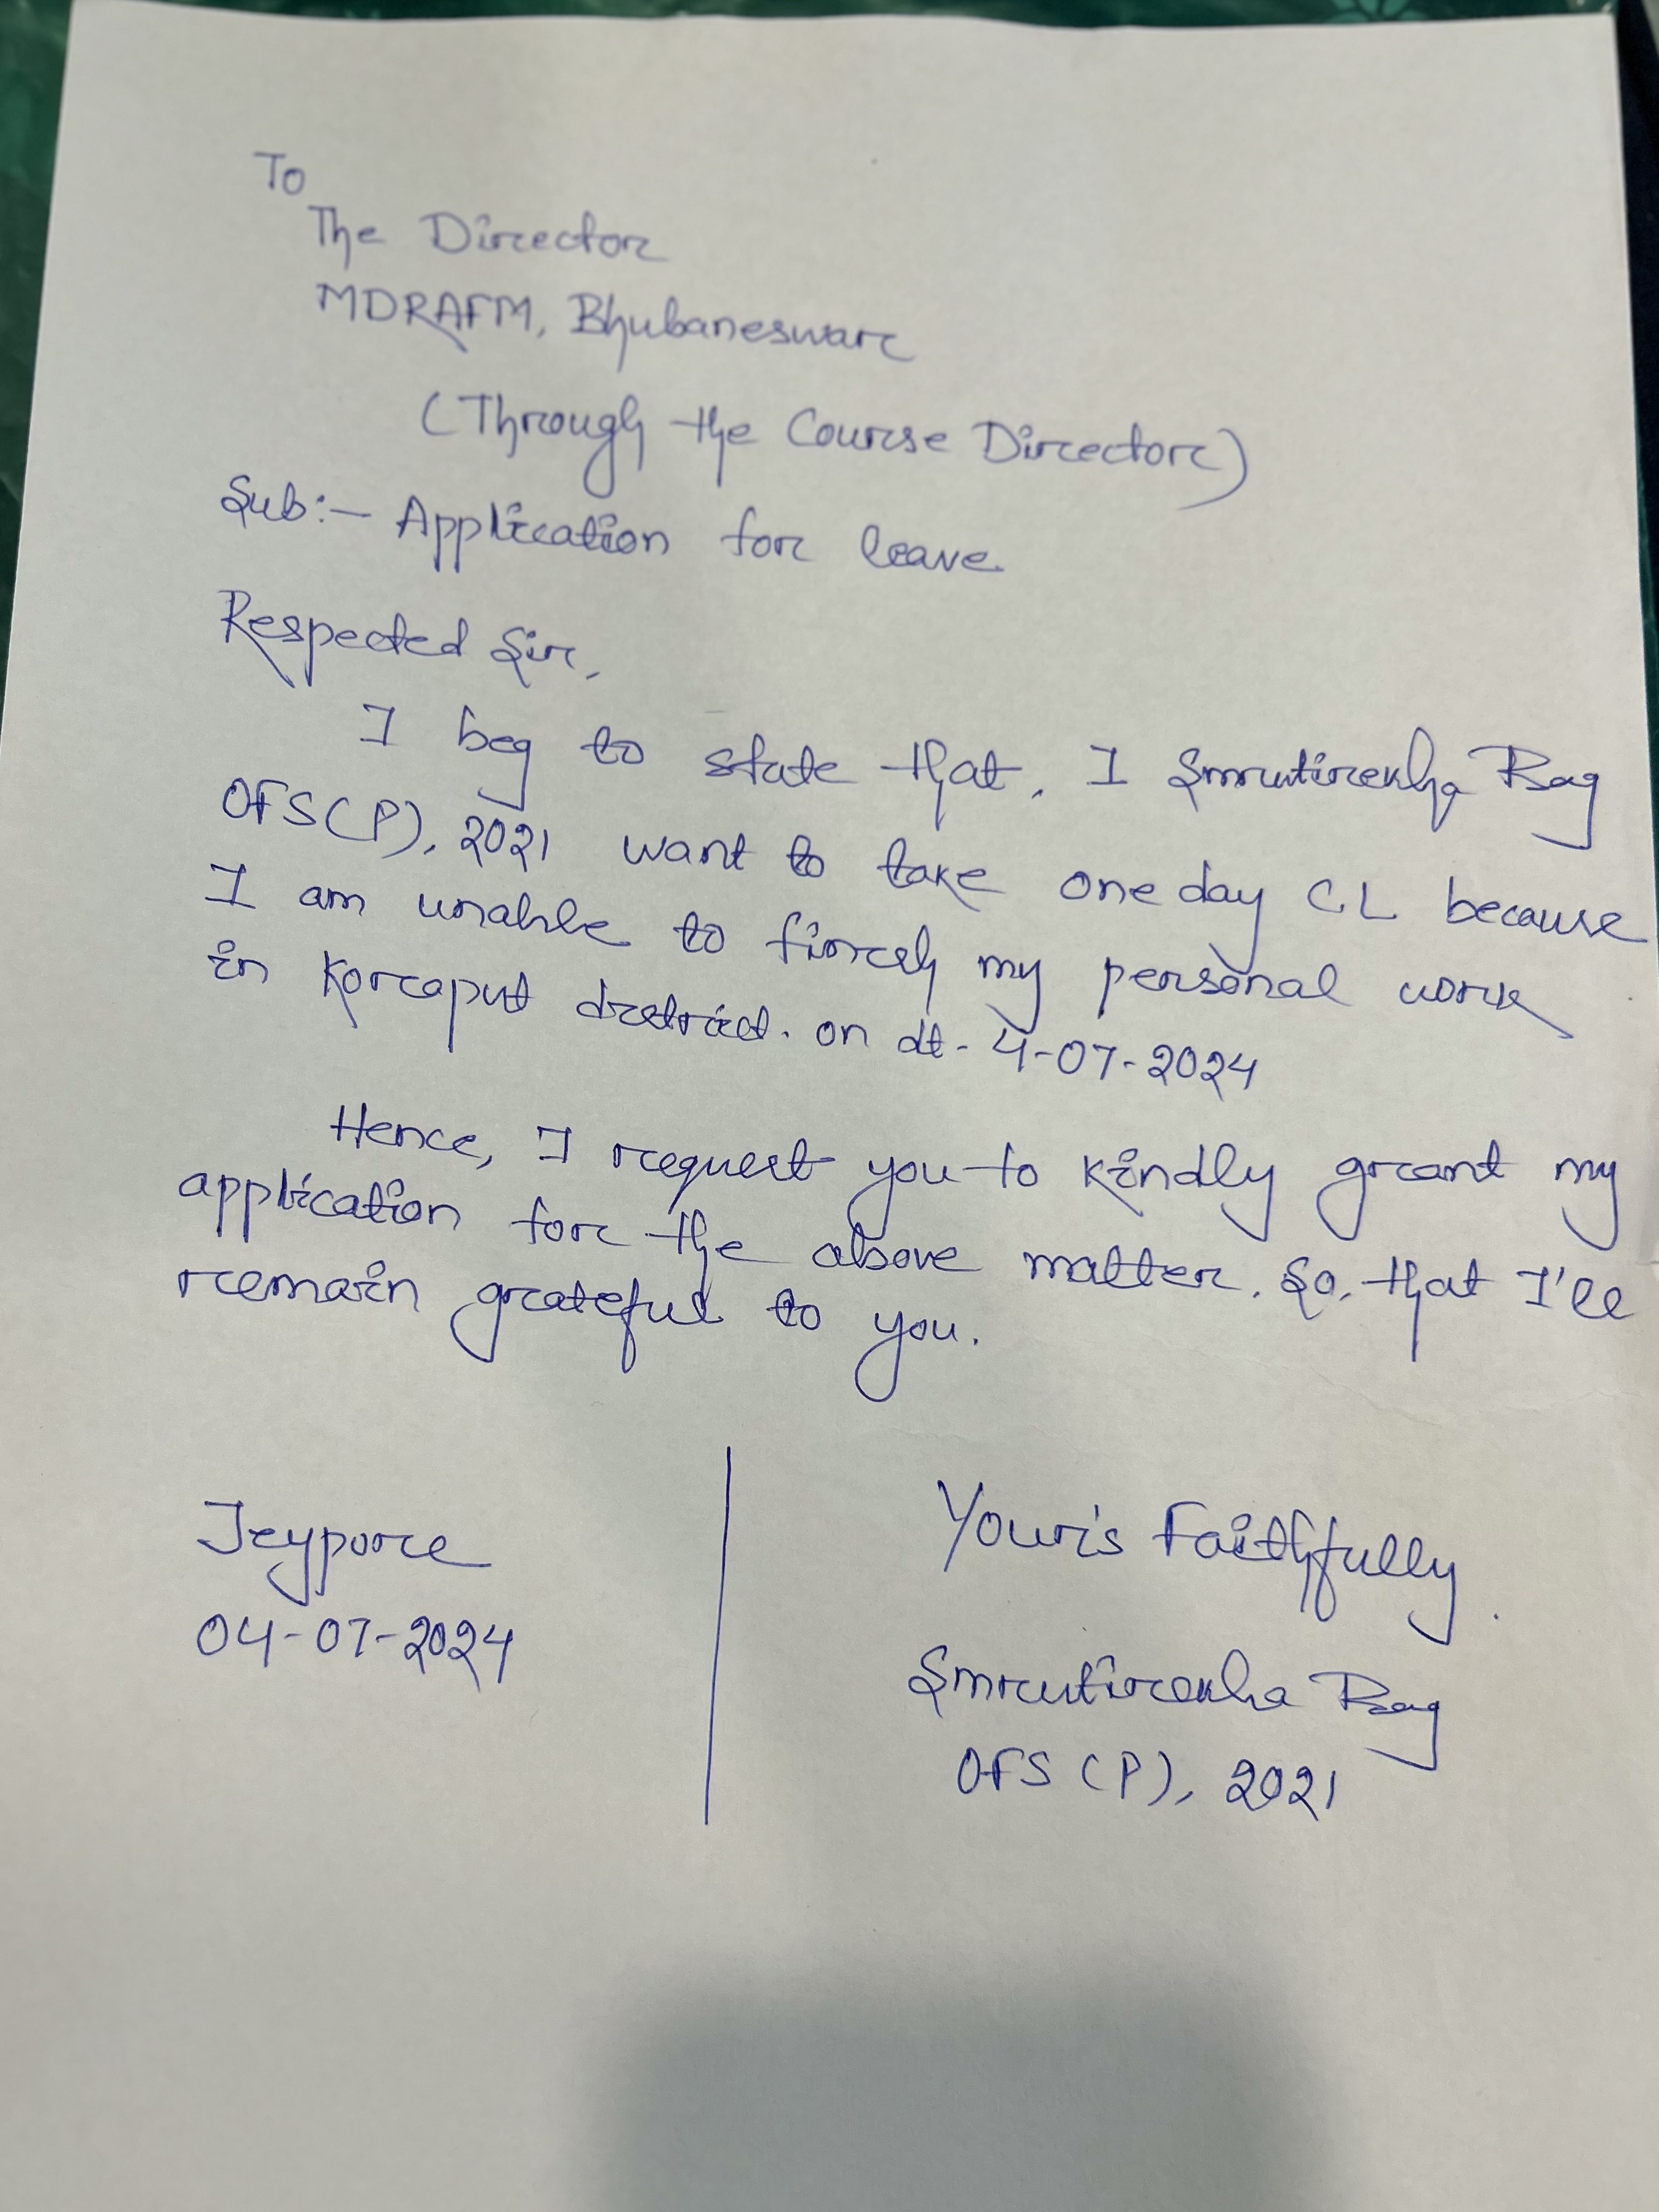 To
The Director
MDRAFM, Bhubaneswar
(Through the Course Director)
Sub:- Application for leave.
Respected Sir,
I beg to state that, I Smrutirekha Bag
OFS(P), 2021 want to take one day CL because
I am unable to my personal work
in Koraput district. on dt- 4-07-2024
Hence, I request you to kindly grant my
application for the above matter. So, that I'll
remain grateful to you.
Jeypore
04-07-2024
Your's Faithfully
Smrutirekha Bag
OFS (P), 2021